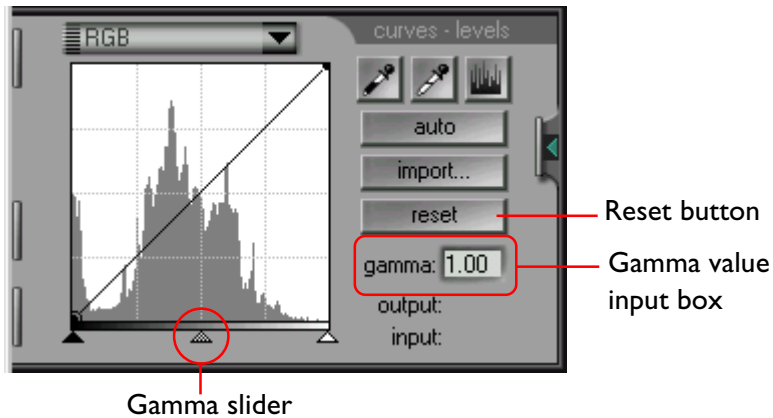 RGB
curves - levels
auto
import...
reset
gamma: 1.00
output:
input:
Reset button
Gamma value
input box
Gamma slider